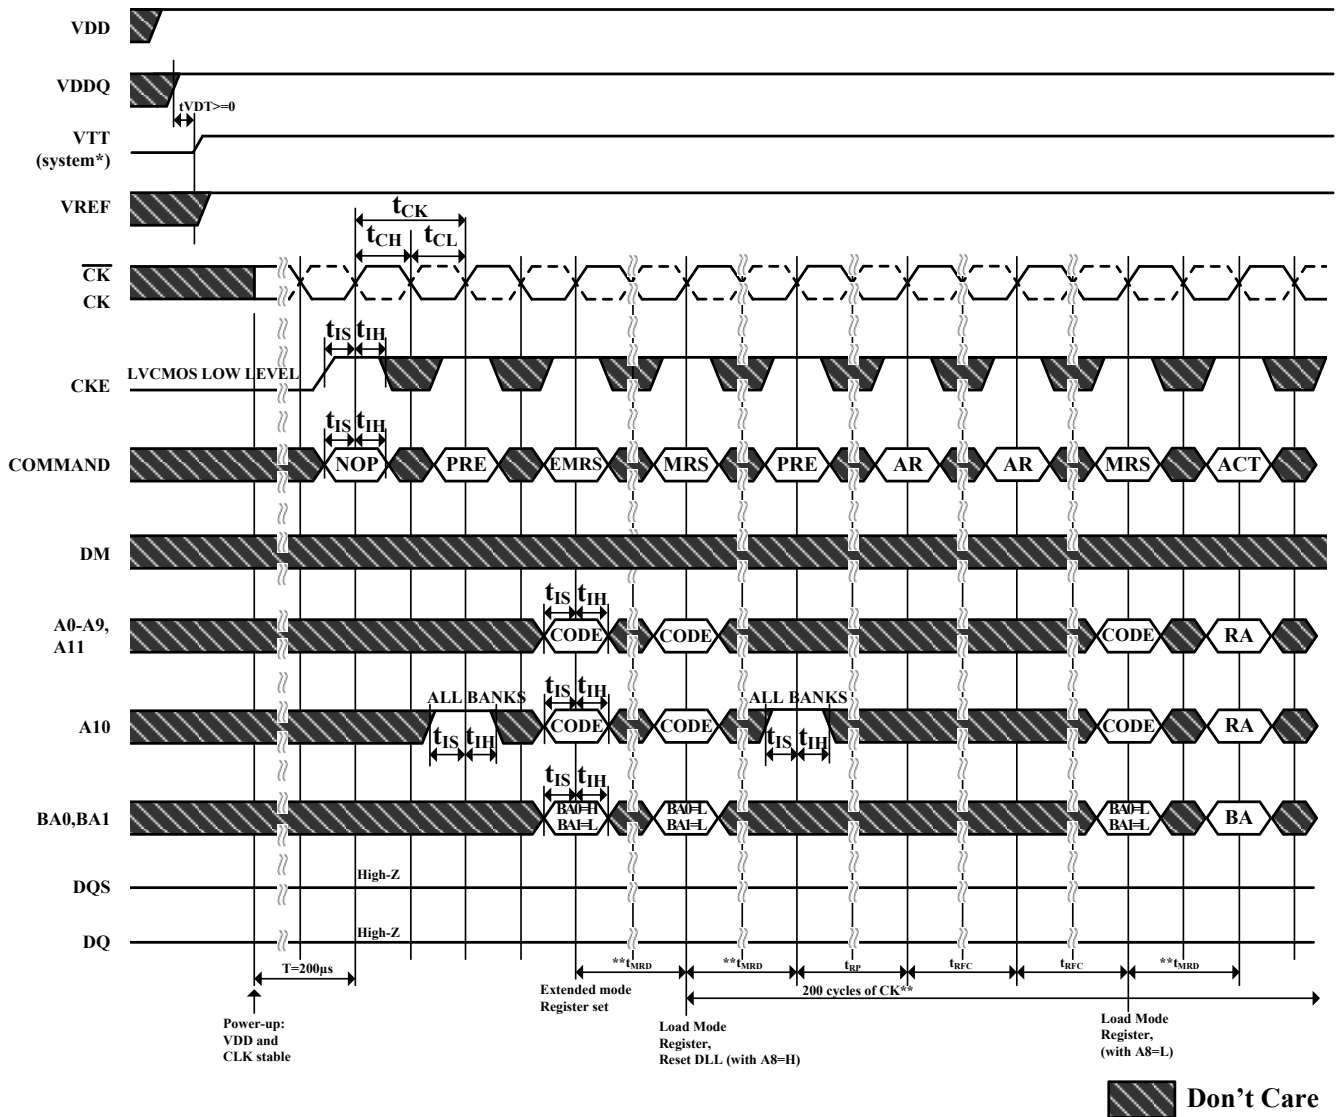 VDD
VDDQ
tVDT>=0
VTT
(system*)
VREF
tCK
tCH
tCL
CK
CK
tIS
tIH
LVCMOS LOW LEVEL
CKE
tIS
tIH
COMMAND
NOP
PRE
EMRS
MRS
PRE
AR
AR
MRS
ACT
DM
tIS
tIH
A0-A9,
A11
CODE
CODE
CODE
RA
ALL BANKS
tIS
tIH
ALL BANKS
A10
CODE
CODE
CODE
RA
tIS
tIH
tIS
tIH
tIS
tIH
BA0,BA1
BA0=H
BA1=L
BA0=L
BA1=L
BA0=L
BA1=L
BA
High-Z
DQS
High-Z
DQ
T=200µs
**tMRD
**tMRD
tRP
tRFC
tRFC
**tMRD
Extended mode
Register set
200 cycles of CK**
Power-up:
VDD and
CLK stable
Load Mode
Register,
Reset DLL (with A8=H)
Load Mode
Register,
(with A8=L)
Don't Care